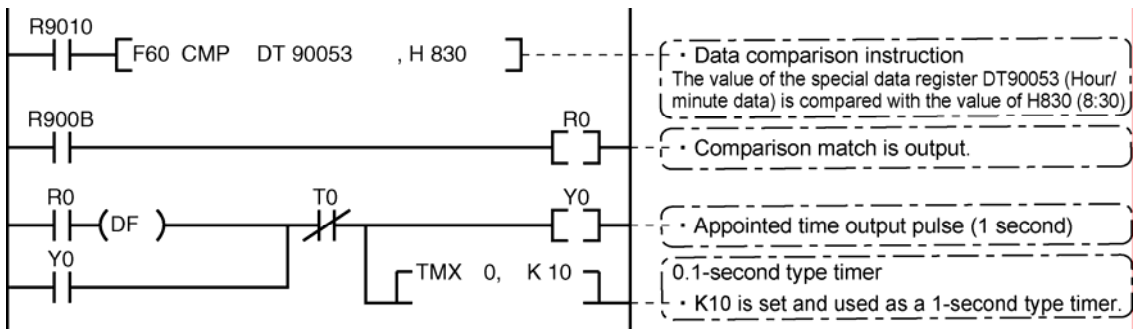 R9010
F60 CMP DT 90053 , H 830
· Data comparison instruction
The value of the special data register DT90053 (Hour/
minute data) is compared with the value of H830 (8:30)
R900B
R0
· Comparison match is output.
R0
(DF )
T0
Y0
· Appointed time output pulse (1 second)
Y0
TMX 0, K 10
0.1-second type timer
· K10 is set and used as a 1-second type timer.